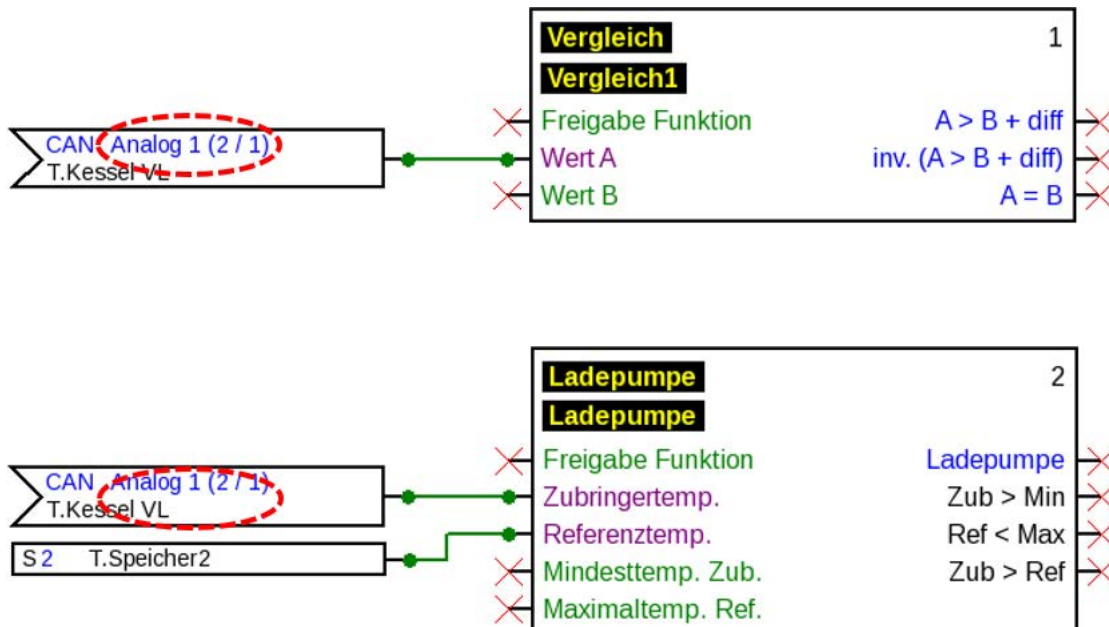 Vergleich 1
Vergleich1
CAN Analog 1 (2 / 1)
T.Kessel VL
Freigabe Funktion A > B + diff
Wert A inv. (A > B + diff)
Wert B A = B
Ladepumpe 2
Ladepumpe
Freigabe Funktion Ladepumpe
CAN Analog 1 (2 / 1)
T.Kessel VL
Zubringertemp. Zub > Min
Referenztemp. Ref < Max
S 2 T.Speicher2
Mindesttemp. Zub. Zub > Ref
Maximaltemp. Ref.